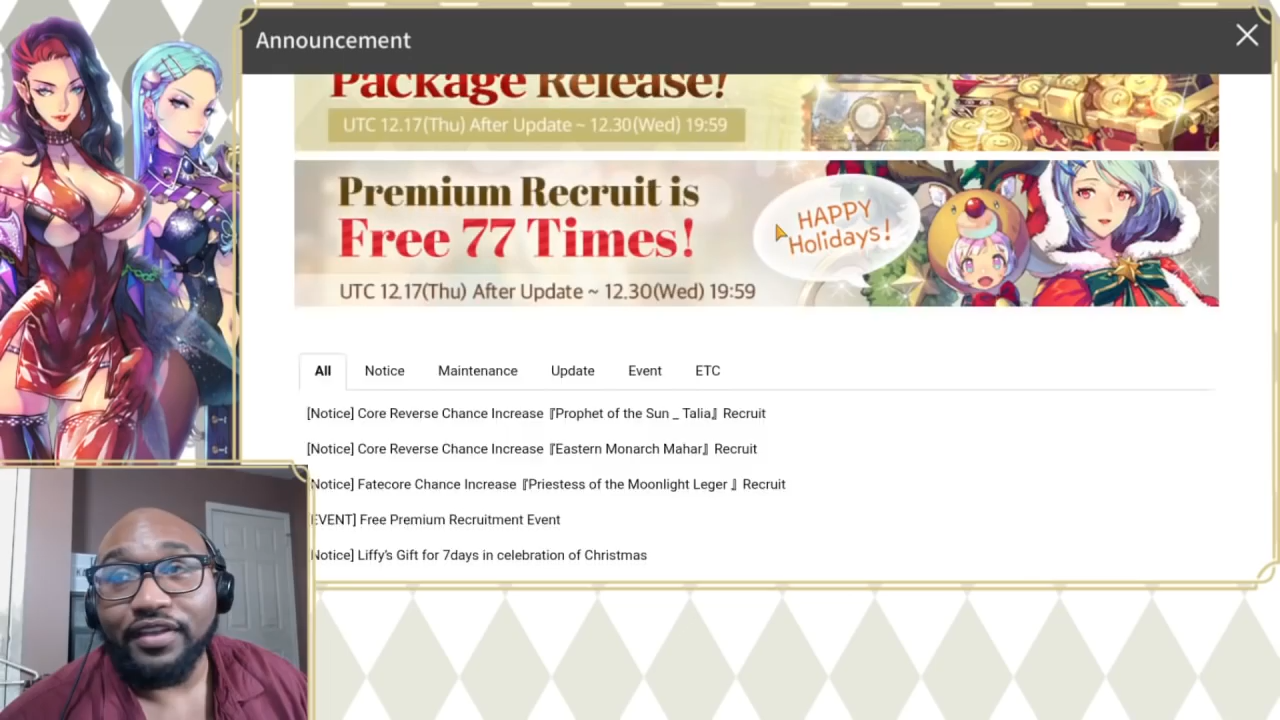 Announcement
Package Release!
UTC 12.17(Thu) After Update ~ 12.30(Wed) 19:59
Premium Recruit is
Free 77 Times!
HAPPY
Holidays!
UTC 12.17(Thu) After Update ~ 12.30(Wed) 19:59
All Notice Maintenance Update Event ETC
[Notice] Core Reverse Chance Increase『Prophet of the Sun _ Talia』Recruit
[Notice] Core Reverse Chance Increase『Eastern Monarch Mahar』Recruit
Notice] Fatecore Chance Increase『Priestess of the Moonlight Leger 』Recruit
EVENT] Free Premium Recruitment Event
Notice] Liffy's Gift for 7days in celebration of Christmas